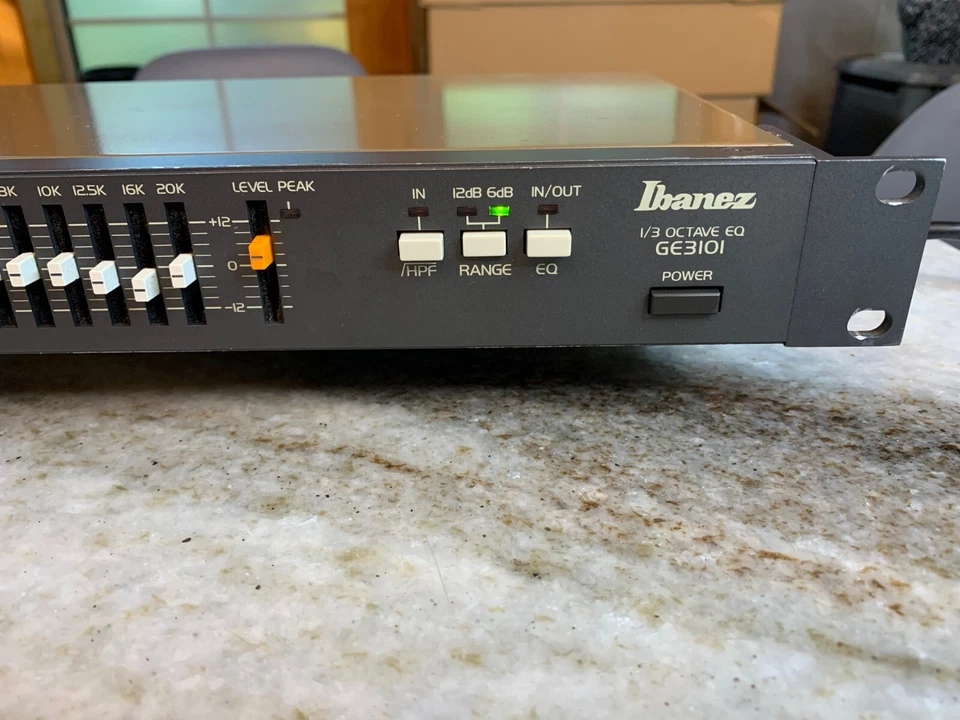 8K 10K 12.5K 16K 20K
LEVEL PEAK
+12
0
-12
IN
/HPF
12dB 6dB
RANGE
IN/OUT
EQ
Ibanez
1/3 OCTAVE EQ
GE3101
POWER